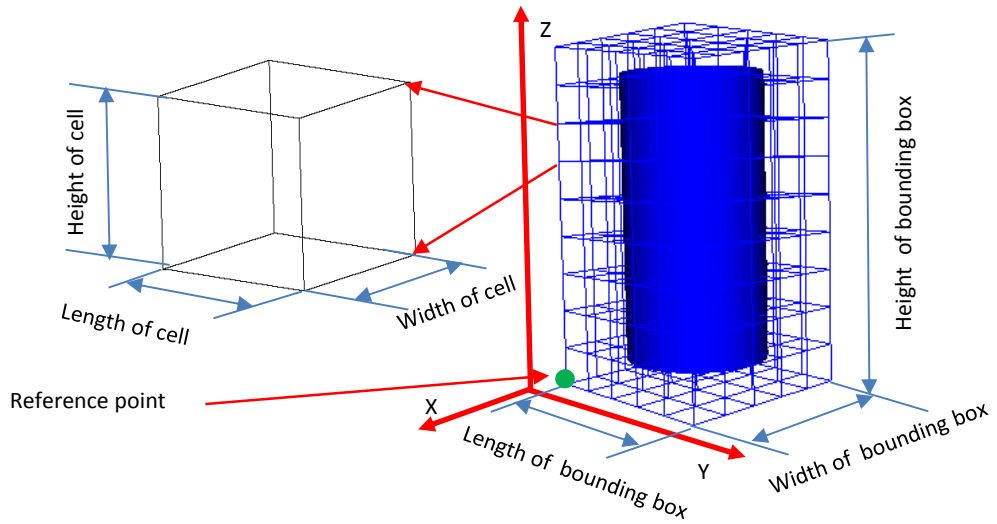 Z
Height of cell
Length of cell
Width of cell
Height of bounding box
Reference point
X
Y
Length of bounding box
Width of bounding box